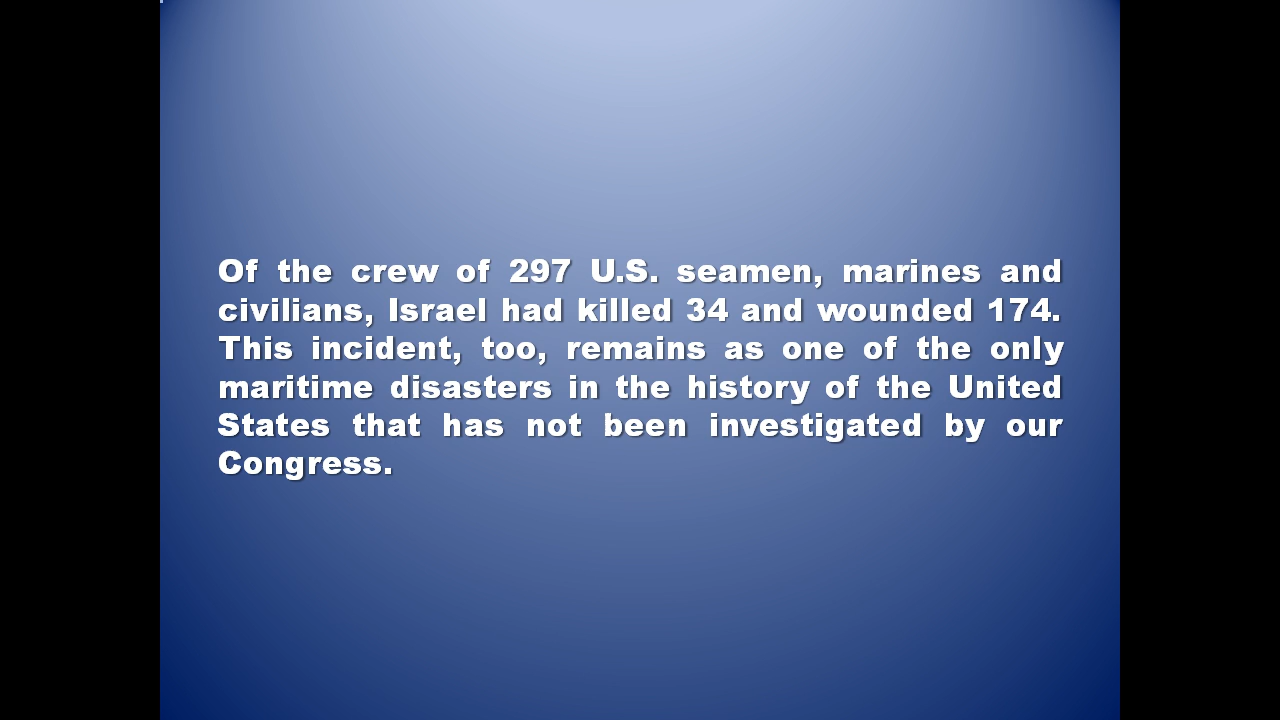 Of the crew of 297 U.S. seamen, marines and
civilians, Israel had killed 34 and wounded 174.
This incident, too, remains as one of the only
maritime disasters in the history of the United
States that has not been investigated by our
Congress.